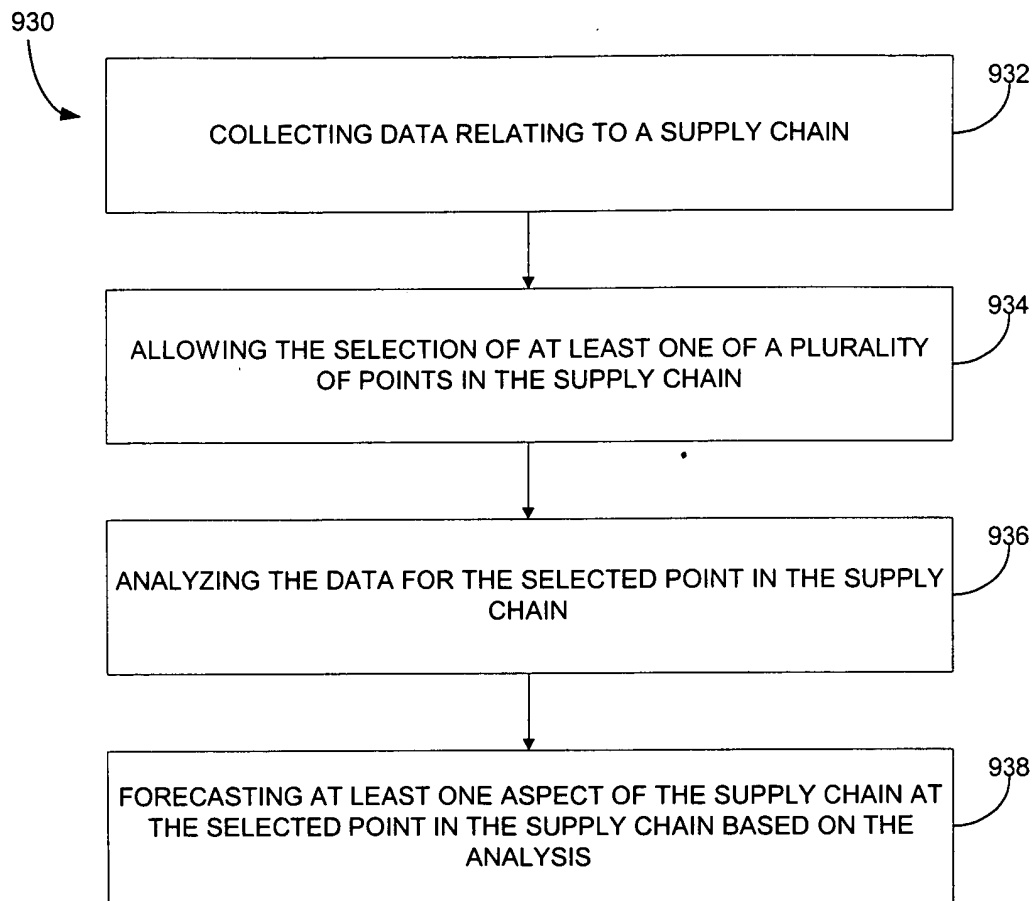 930
932
COLLECTING DATA RELATING TO A SUPPLY CHAIN
934
ALLOWING THE SELECTION OF AT LEAST ONE OF A PLURALITY
OF POINTS IN THE SUPPLY CHAIN
936
ANALYZING THE DATA FOR THE SELECTED POINT IN THE SUPPLY
CHAIN
938
FORECASTING AT LEAST ONE ASPECT OF THE SUPPLY CHAIN AT
THE SELECTED POINT IN THE SUPPLY CHAIN BASED ON THE
ANALYSIS